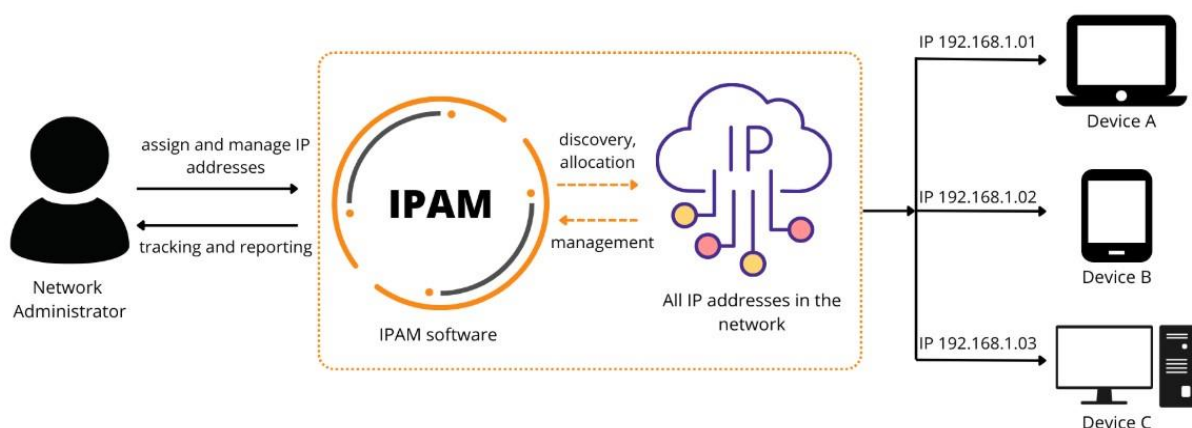 assign and manage IP
addresses
tracking and reporting
Network
Administrator
IPAM
IPAM software
discovery,
allocation
management
IP
All IP addresses in the
network
IP 192.168.1.01
Device A
IP 192.168.1.02
Device B
IP 192.168.1.03
Device C